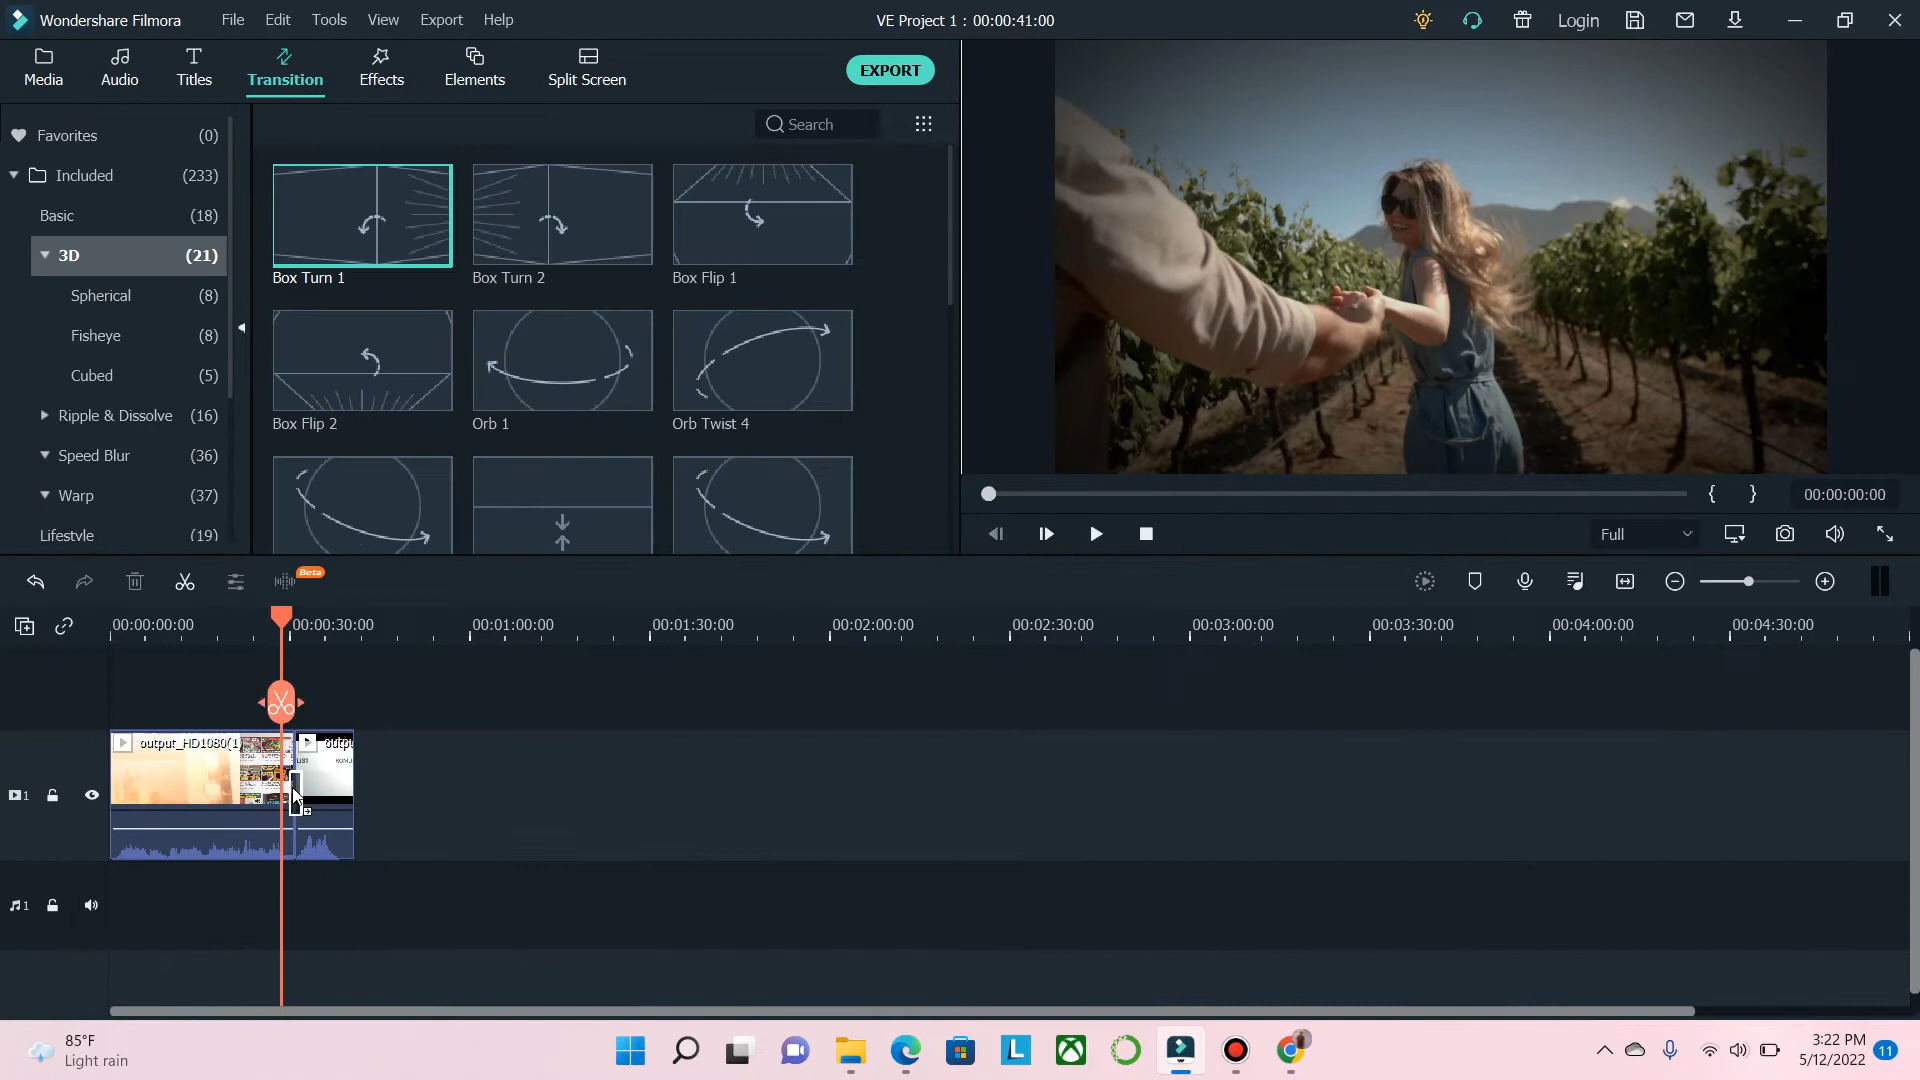 Wondershare Filmora
File
Edit
Tools
View
Export
Help
VE Project 1 : 00:00:41:00
Login
Media
Audio
Titles
Transition
Effects
Elements
Split Screen
EXPORT
Favorites (0)
Included (233)
Basic (18)
3D (21)
Spherical (8)
Fisheye (8)
Cubed (5)
Ripple & Dissolve (16)
Speed Blur (36)
Warp (37)
Lifestyle (19)
Search
Box Turn 1
Box Turn 2
Box Flip 1
Box Flip 2
Orb 1
Orb Twist 4
{ }
00:00:00:00
Full
Beta
00:00:00:00
00:00:30:00
00:01:00:00
00:01:30:00
00:02:00:00
00:02:30:00
00:03:00:00
00:03:30:00
00:04:00:00
00:04:30:00
output_HD1080(1)
outpu
LIST
KOMU
1
1
85°F
Light rain
L
3:22 PM
5/12/2022
11